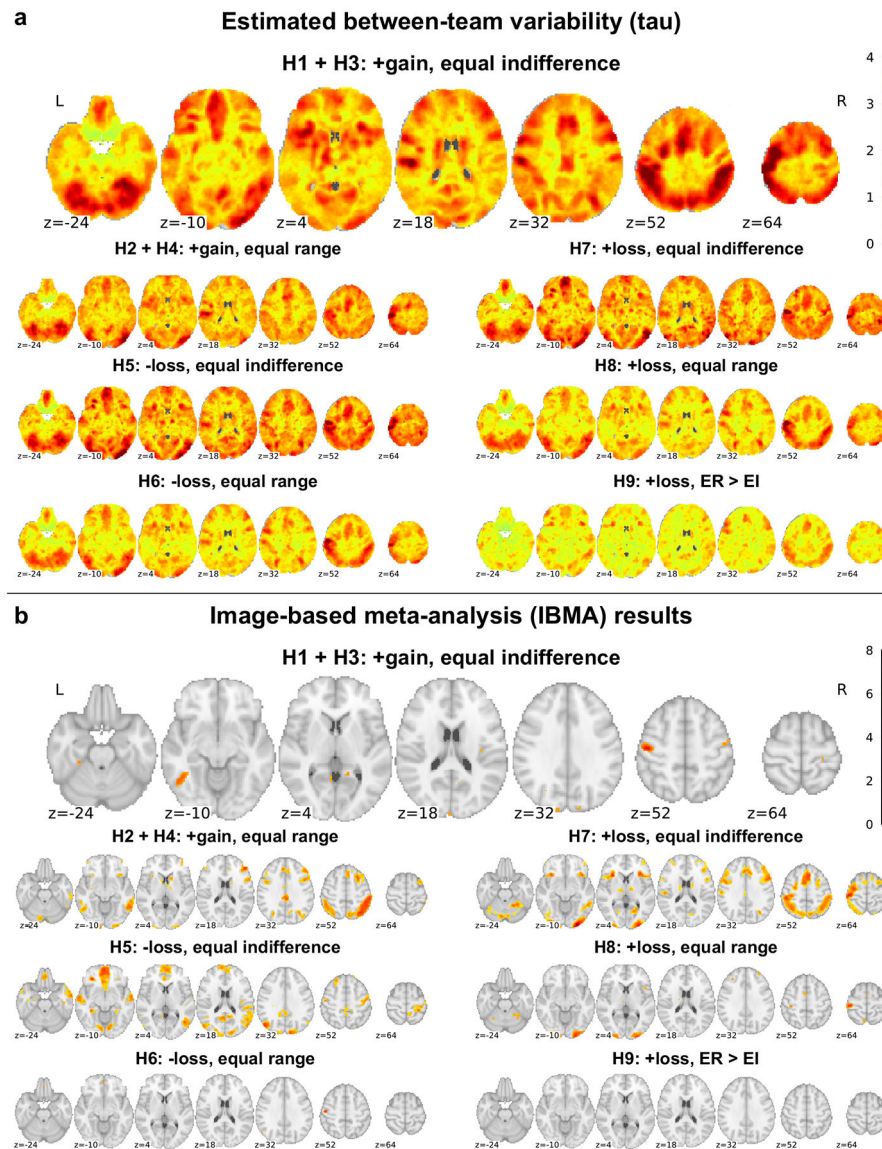 a
Estimated between-team variability (tau)
H1 + H3: +gain, equal indifference
L
R
4
3
2
1
0
z=-24 z=-10 z=4 z=18 z=32 z=52 z=64
H2 + H4: +gain, equal range
H7: +loss, equal indifference
z=-24 z=-10 z=4 z=18 z=32 z=52 z=64
z=-24 z=-10 z=4 z=18 z=32 z=52 z=64
H5: -loss, equal indifference
H8: +loss, equal range
z=-24 z=-10 z=4 z=18 z=32 z=52 z=64
z=-24 z=-10 z=4 z=18 z=32 z=52 z=64
H6: -loss, equal range
H9: +loss, ER > EI
z=-24 z=-10 z=4 z=18 z=32 z=52 z=64
z=-24 z=-10 z=4 z=18 z=32 z=52 z=64
b
Image-based meta-analysis (IBMA) results
H1 + H3: +gain, equal indifference
L
R
8
6
4
2
0
z=-24 z=-10 z=4 z=18 z=32 z=52 z=64
H2 + H4: +gain, equal range
H7: +loss, equal indifference
z=-24 z=-10 z=4 z=18 z=32 z=52 z=64
z=-24 z=-10 z=4 z=18 z=32 z=52 z=64
H5: -loss, equal indifference
H8: +loss, equal range
z=-24 z=-10 z=4 z=18 z=32 z=52 z=64
z=-24 z=-10 z=4 z=18 z=32 z=52 z=64
H6: -loss, equal range
H9: +loss, ER > EI
z=-24 z=-10 z=4 z=18 z=32 z=52 z=64
z=-24 z=-10 z=4 z=18 z=32 z=52 z=64